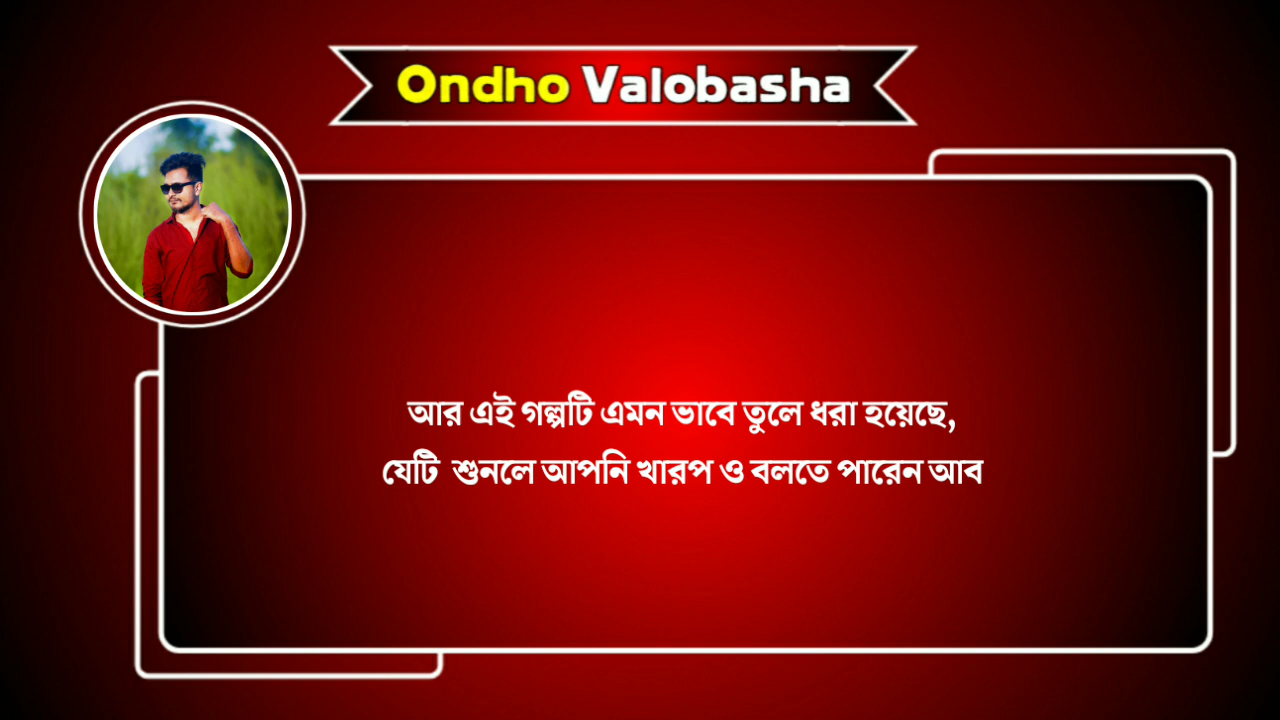 Ondho Valobasha
আর এই গল্পটি এমন ভাবে তুলে ধরা হয়েছে,
যেটি শুনলে আপনি খারপ ও বলতে পারেন আব